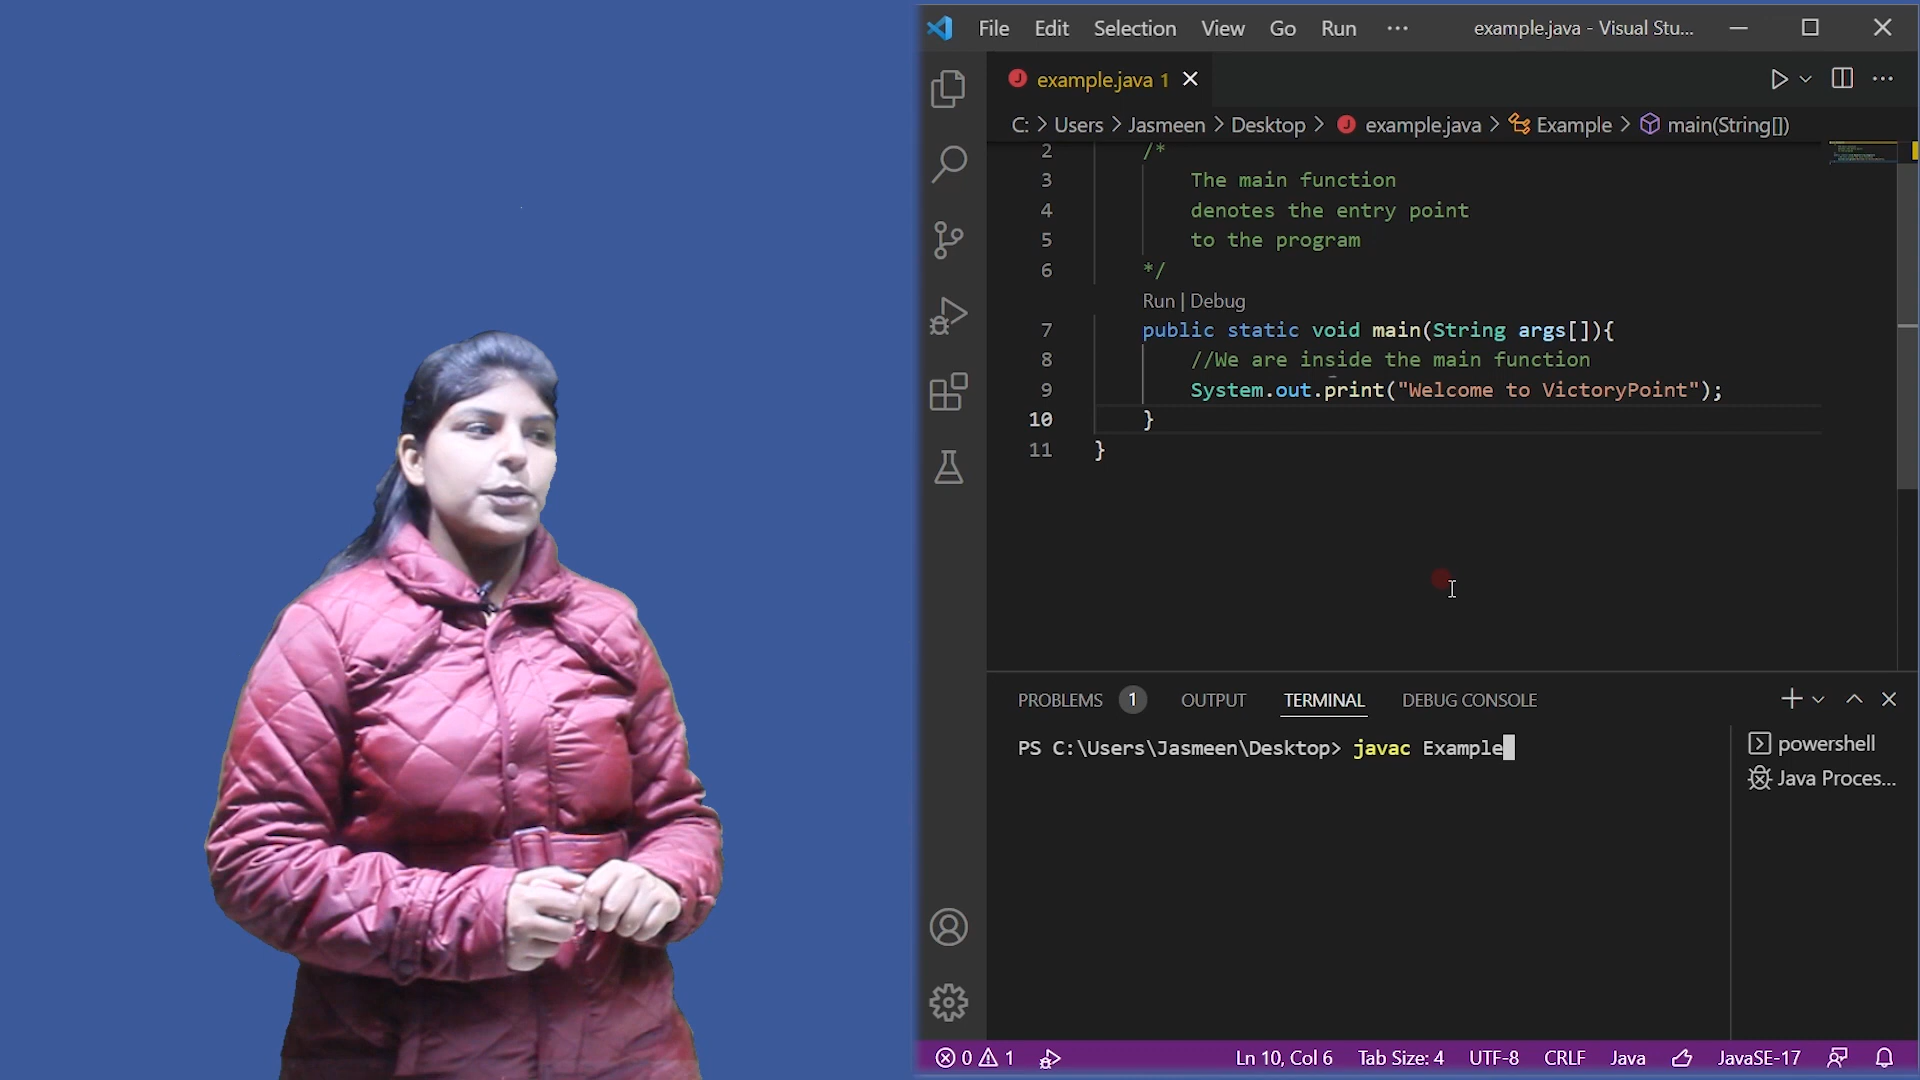 File Edit Selection View Go Run ··· example.java - Visual Stu...
example.java 1
C: > Users > Jasmeen > Desktop > example.java > Example > main(String[])
2 /*
3 The main function
4 denotes the entry point
5 to the program
6 */
Run | Debug
7 public static void main(String args[]){
8 //We are inside the main function
9 System.out.print("Welcome to VictoryPoint");
10 }
11 }
PROBLEMS 1 OUTPUT TERMINAL DEBUG CONSOLE
PS C:\Users\Jasmeen\Desktop> javac Example
powershell
Java Proces...
0 1 Ln 10, Col 6 Tab Size: 4 UTF-8 CRLF Java JavaSE-17